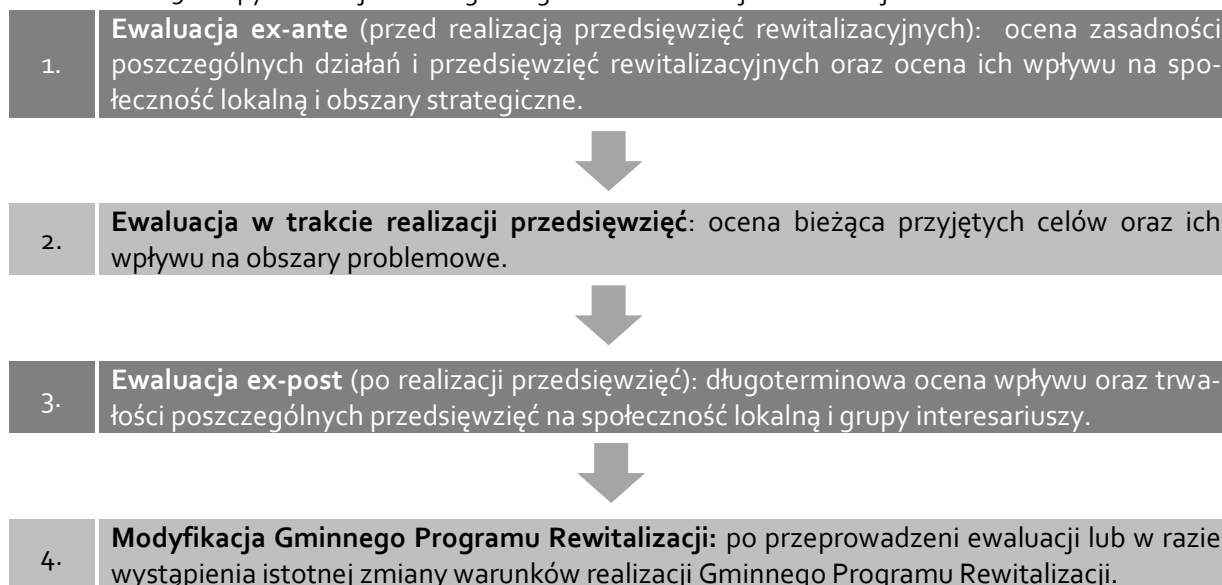 Ewaluacja ex-ante (przed realizacją przedsięwzięć rewitalizacyjnych): ocena zasadności
1. poszczególnych działań i przedsięwzięć rewitalizacyjnych oraz ocena ich wpływu na spo-
łeczność lokalną i obszary strategiczne.
2. Ewaluacja w trakcie realizacji przedsięwzięć: ocena bieżąca przyjętych celów oraz ich
wpływu na obszary problemowe.
3. Ewaluacja ex-post (po realizacji przedsięwzięć): długoterminowa ocena wpływu oraz trwa-
łości poszczególnych przedsięwzięć na społeczność lokalną i grupy interesariuszy.
4. Modyfikacja Gminnego Programu Rewitalizacji: po przeprowadzeni ewaluacji lub w razie
wystąpienia istotnej zmiany warunków realizacji Gminnego Programu Rewitalizacji.